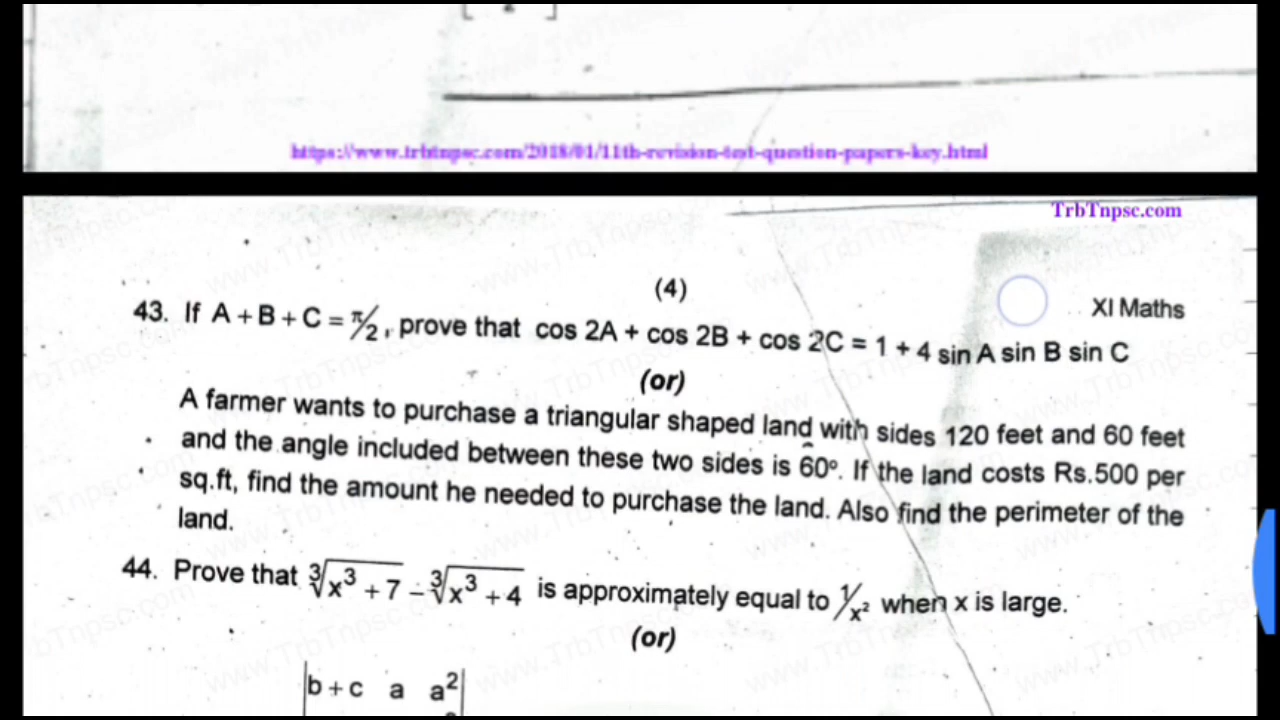 https://www.trbtnpsc.com/2018/01/11th-revision-test-question-papers-key.html
TrbTnpsc.com
(4)
XI Maths
43. If A + B + C = π/2, prove that cos 2A + cos 2B + cos 2C = 1 + 4 sin A sin B sin C
(or)
A farmer wants to purchase a triangular shaped land with sides 120 feet and 60 feet
and the angle included between these two sides is 60°. If the land costs Rs.500 per
sq.ft, find the amount he needed to purchase the land. Also find the perimeter of the
land.
44. Prove that ∛(x³ + 7) − ∛(x³ + 4) is approximately equal to 1/x² when x is large.
(or)
|b + c a a²|